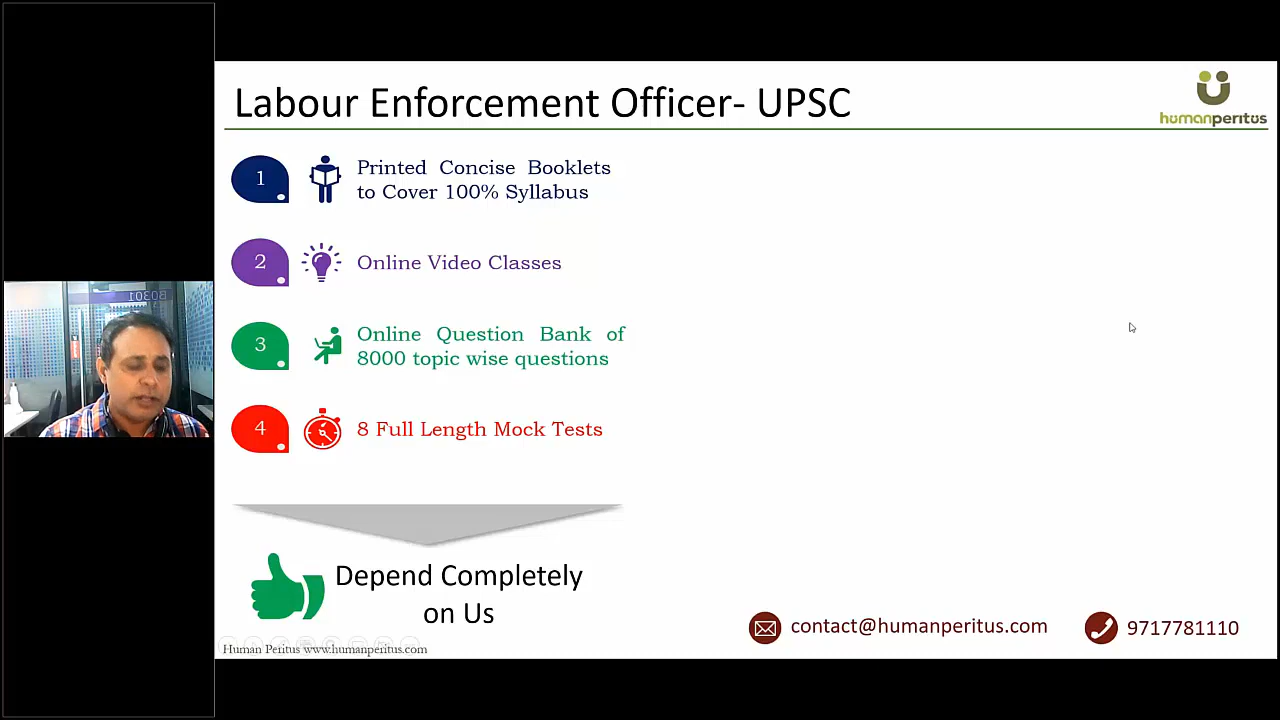 Labour Enforcement Officer- UPSC
humanperitus
1
Printed Concise Booklets
to Cover 100% Syllabus
2
Online Video Classes
3
Online Question Bank of
8000 topic wise questions
4
8 Full Length Mock Tests
Depend Completely
on Us
contact@humanperitus.com
9717781110
Human Peritus www.humanperitus.com
B0301